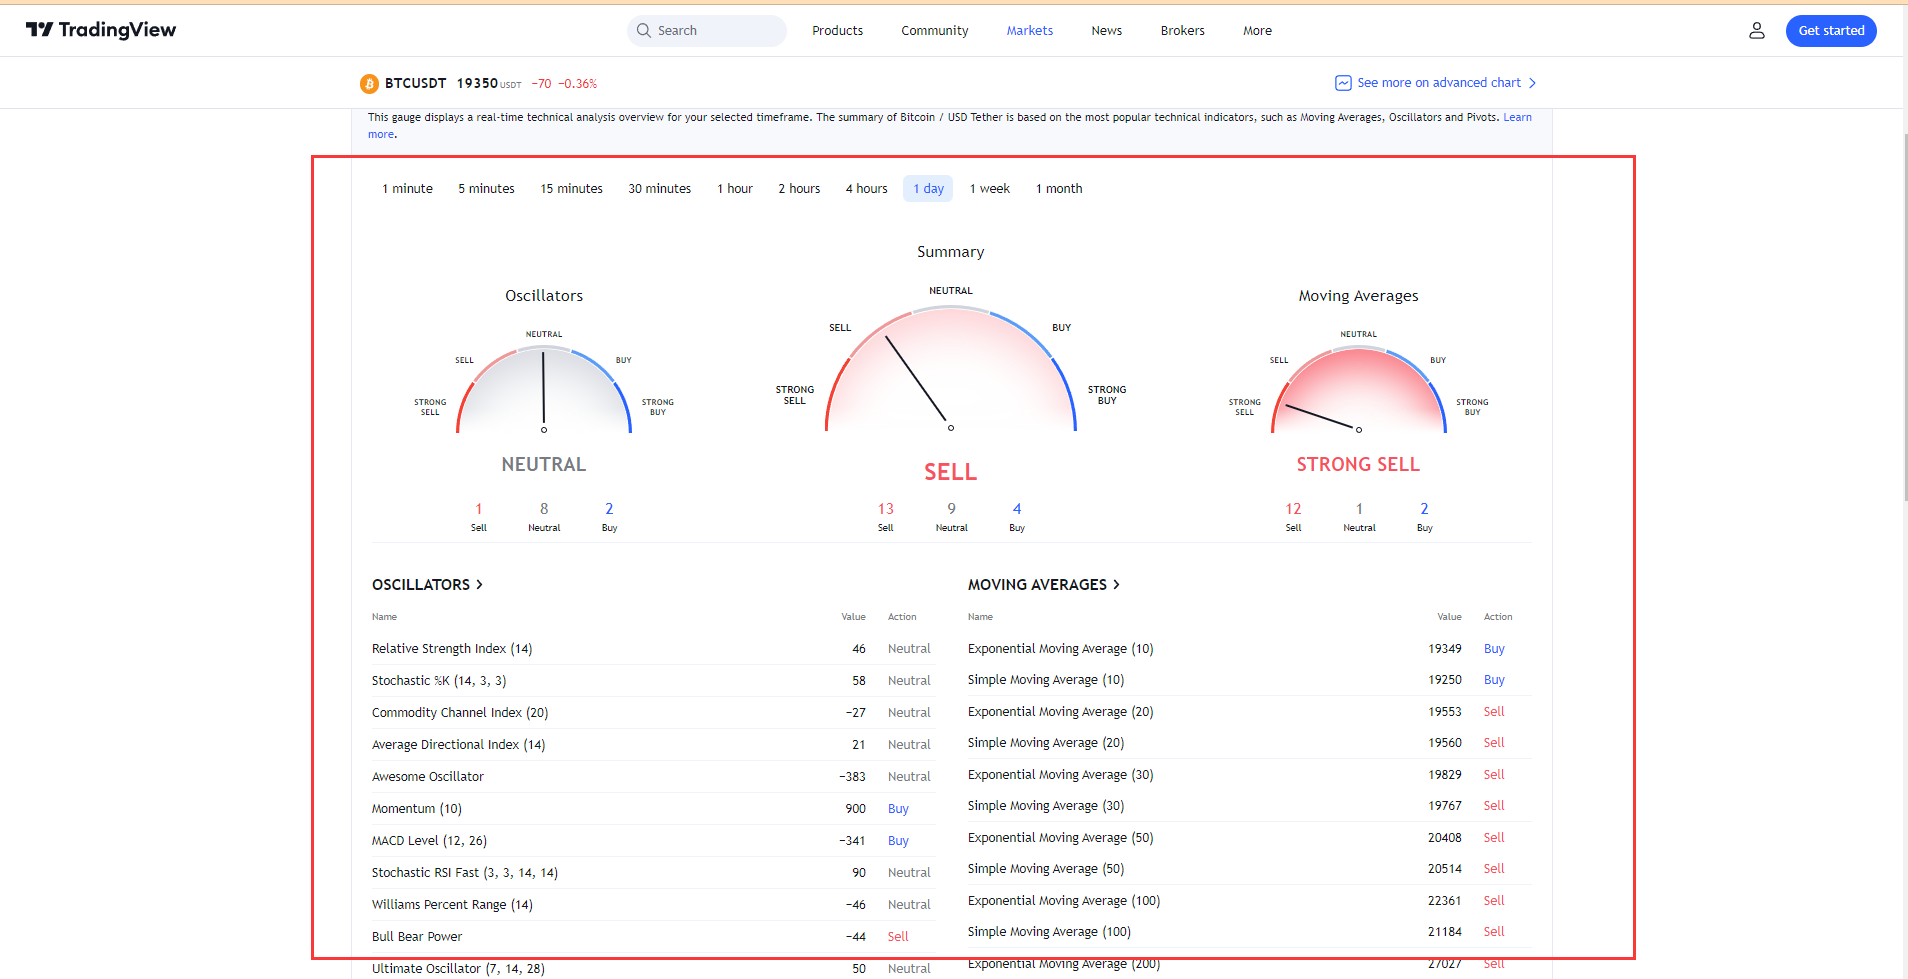 TradingView
Search
Products
Community
Markets
News
Brokers
More
Get started
BTCUSDT 19350 USDT −70 −0.36%
See more on advanced chart
This gauge displays a real-time technical analysis overview for your selected timeframe. The summary of Bitcoin / USD Tether is based on the most popular technical indicators, such as Moving Averages, Oscillators and Pivots. Learn
more.
1 minute 5 minutes 15 minutes 30 minutes 1 hour 2 hours 4 hours 1 day 1 week 1 month
Oscillators
NEUTRAL
SELL
BUY
STRONG
SELL
STRONG
BUY
NEUTRAL
1 8 2
Sell Neutral Buy
Summary
NEUTRAL
SELL
BUY
STRONG
SELL
STRONG
BUY
SELL
13 9 4
Sell Neutral Buy
Moving Averages
NEUTRAL
SELL
BUY
STRONG
SELL
STRONG
BUY
STRONG SELL
12 1 2
Sell Neutral Buy
OSCILLATORS
Name Value Action
Relative Strength Index (14) 46 Neutral
Stochastic %K (14, 3, 3) 58 Neutral
Commodity Channel Index (20) −27 Neutral
Average Directional Index (14) 21 Neutral
Awesome Oscillator −383 Neutral
Momentum (10) 900 Buy
MACD Level (12, 26) −341 Buy
Stochastic RSI Fast (3, 3, 14, 14) 90 Neutral
Williams Percent Range (14) −46 Neutral
Bull Bear Power −44 Sell
Ultimate Oscillator (7, 14, 28) 50 Neutral
MOVING AVERAGES
Name Value Action
Exponential Moving Average (10) 19349 Buy
Simple Moving Average (10) 19250 Buy
Exponential Moving Average (20) 19553 Sell
Simple Moving Average (20) 19560 Sell
Exponential Moving Average (30) 19829 Sell
Simple Moving Average (30) 19767 Sell
Exponential Moving Average (50) 20408 Sell
Simple Moving Average (50) 20514 Sell
Exponential Moving Average (100) 22361 Sell
Simple Moving Average (100) 21184 Sell
Exponential Moving Average (200) 27027 Sell